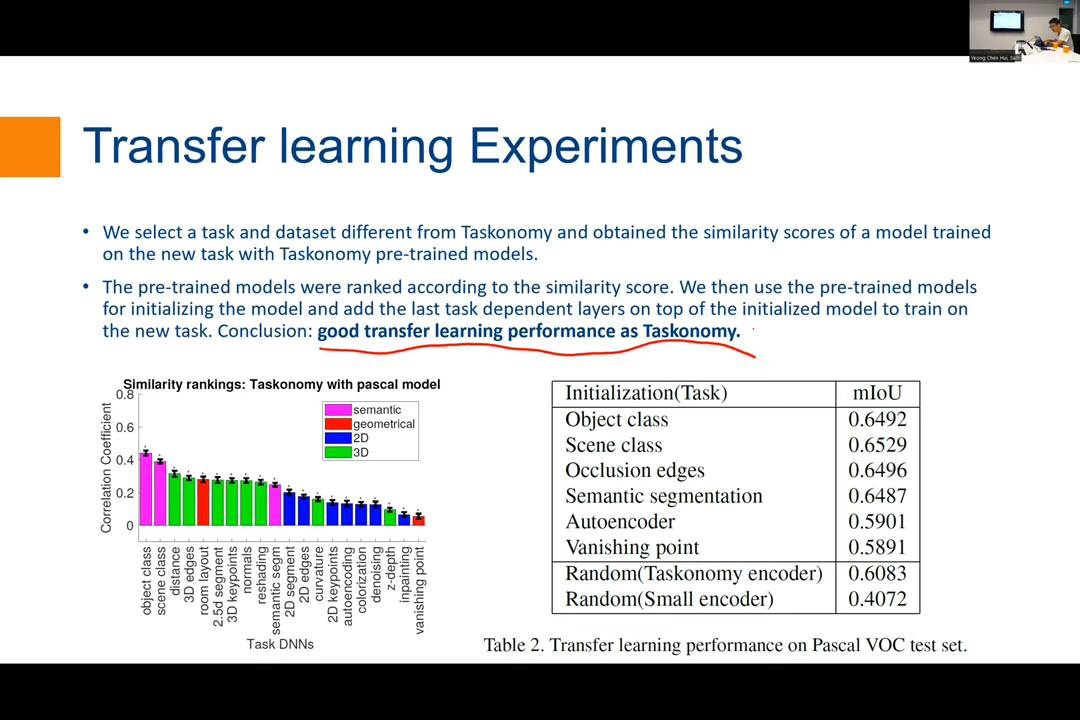 Yeong Chen Hui, Sam
Transfer learning Experiments
• We select a task and dataset different from Taskonomy and obtained the similarity scores of a model trained
on the new task with Taskonomy pre-trained models.
• The pre-trained models were ranked according to the similarity score. We then use the pre-trained models
for initializing the model and add the last task dependent layers on top of the initialized model to train on
the new task. Conclusion: good transfer learning performance as Taskonomy.
Similarity rankings: Taskonomy with pascal model
Correlation Coefficient
0.8
0.6
0.4
0.2
0
semantic
geometrical
2D
3D
object class
scene class
distance
3D edges
room layout
2.5d segment
3D keypoints
normals
reshading
semantic segm
2D segment
2D edges
curvature
2D keypoints
autoencoding
colorization
denoising
z-depth
inpainting
vanishing point
Task DNNs
Initialization(Task) mIoU
Object class 0.6492
Scene class 0.6529
Occlusion edges 0.6496
Semantic segmentation 0.6487
Autoencoder 0.5901
Vanishing point 0.5891
Random(Taskonomy encoder) 0.6083
Random(Small encoder) 0.4072
Table 2. Transfer learning performance on Pascal VOC test set.